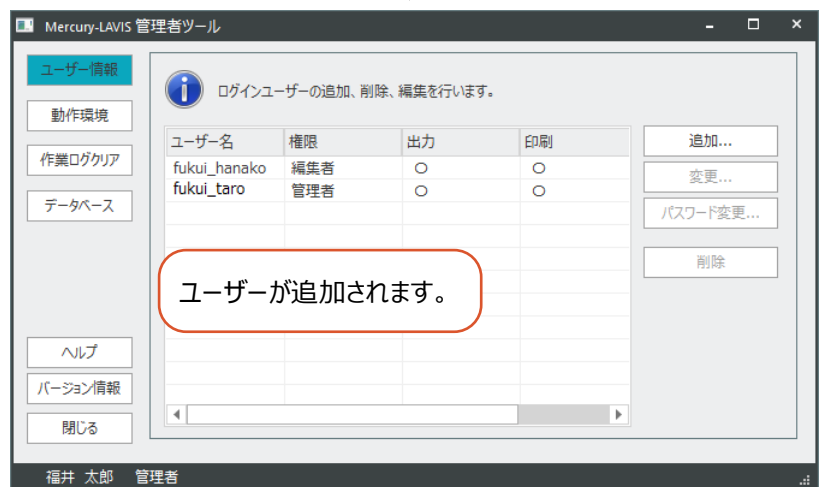 Mercury-LAVIS 管理者ツール
ユーザー情報
動作環境
作業ログクリア
データベース
ヘルプ
バージョン情報
閉じる
ログインユーザーの追加、削除、編集を行います。
ユーザー名 権限 出力 印刷
fukui_hanako 編集者 ○ ○
fukui_taro 管理者 ○ ○
ユーザーが追加されます。
追加...
変更...
パスワード変更...
削除
福井 太郎 管理者